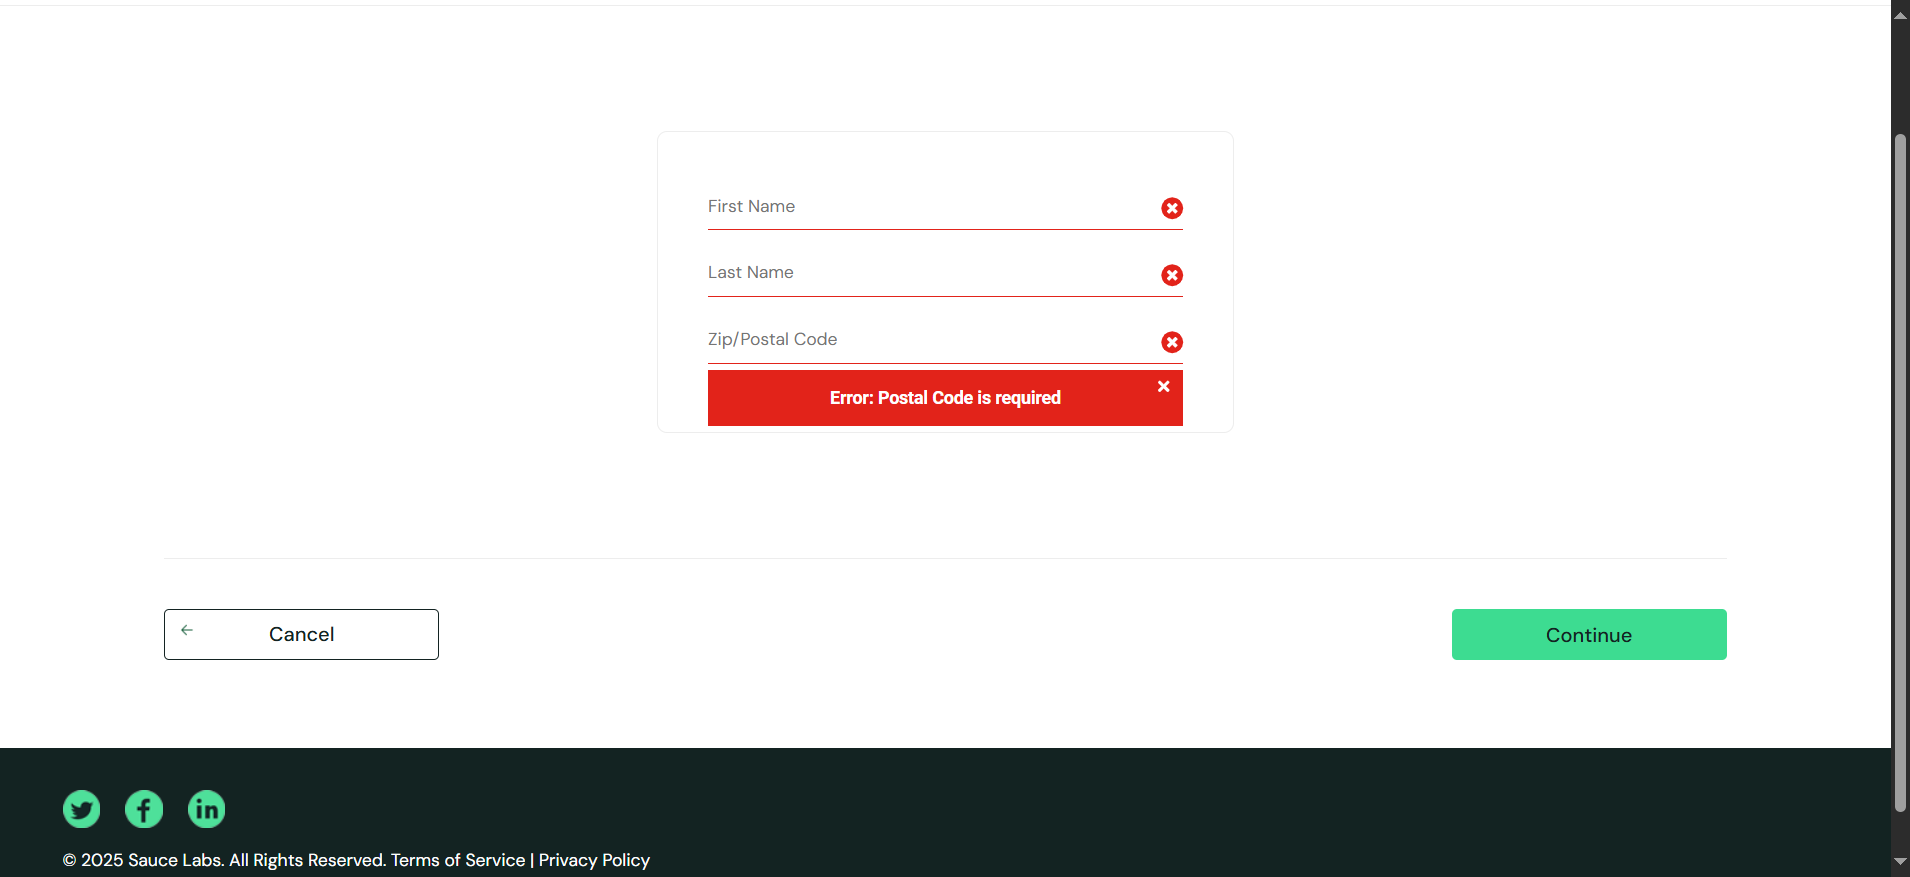 First Name
Last Name
Zip/Postal Code
Error: Postal Code is required
Cancel
Continue
© 2025 Sauce Labs. All Rights Reserved. Terms of Service | Privacy Policy